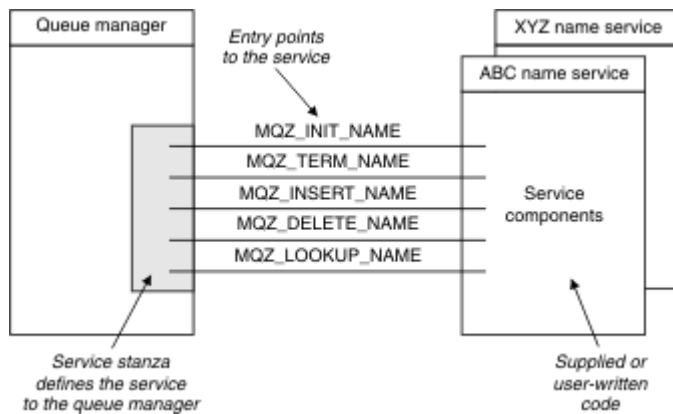 Queue manager
Entry points
to the service
XYZ name service
ABC name service
MQZ_INIT_NAME
MQZ_TERM_NAME
MQZ_INSERT_NAME
MQZ_DELETE_NAME
MQZ_LOOKUP_NAME
Service
components
Service stanza
defines the service
to the queue manager
Supplied or
user-written
code